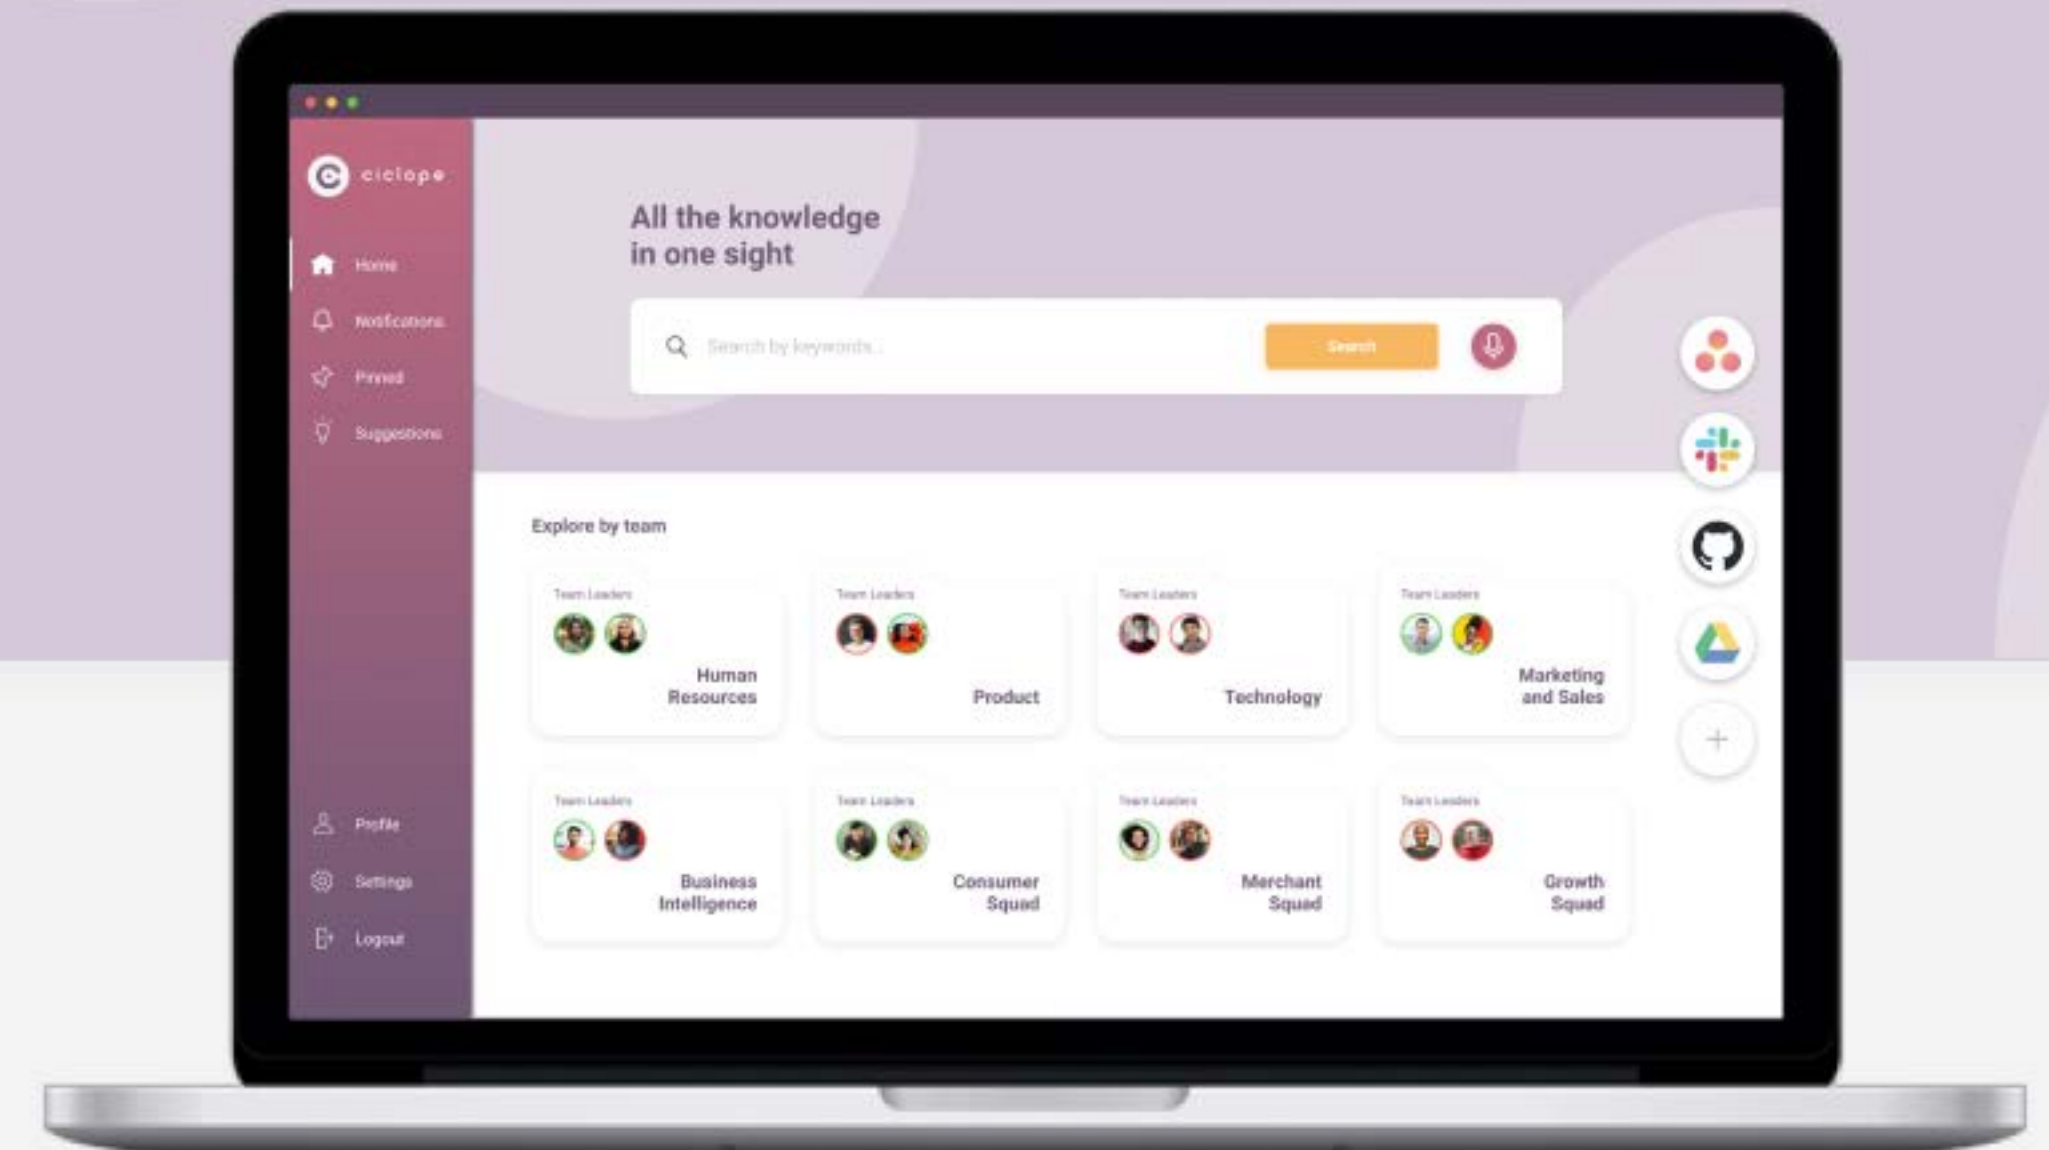 ciclope
Home
Notifications
Pinned
Suggestions
Profile
Settings
Logout
All the knowledge
in one sight
Search by keywords...
Search
Explore by team
Team Leaders
Human
Resources
Team Leaders
Product
Team Leaders
Technology
Team Leaders
Marketing
and Sales
Team Leaders
Business
Intelligence
Team Leaders
Consumer
Squad
Team Leaders
Merchant
Squad
Team Leaders
Growth
Squad